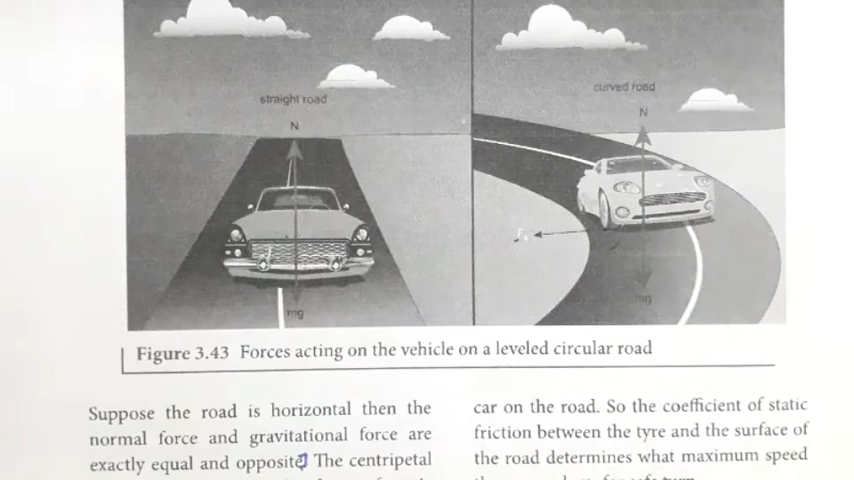 straight road
N
mg
curved road
N
mg
Figure 3.43 Forces acting on the vehicle on a leveled circular road
Suppose the road is horizontal then the
normal force and gravitational force are
exactly equal and opposite. The centripetal
car on the road. So the coefficient of static
friction between the tyre and the surface of
the road determines what maximum speed